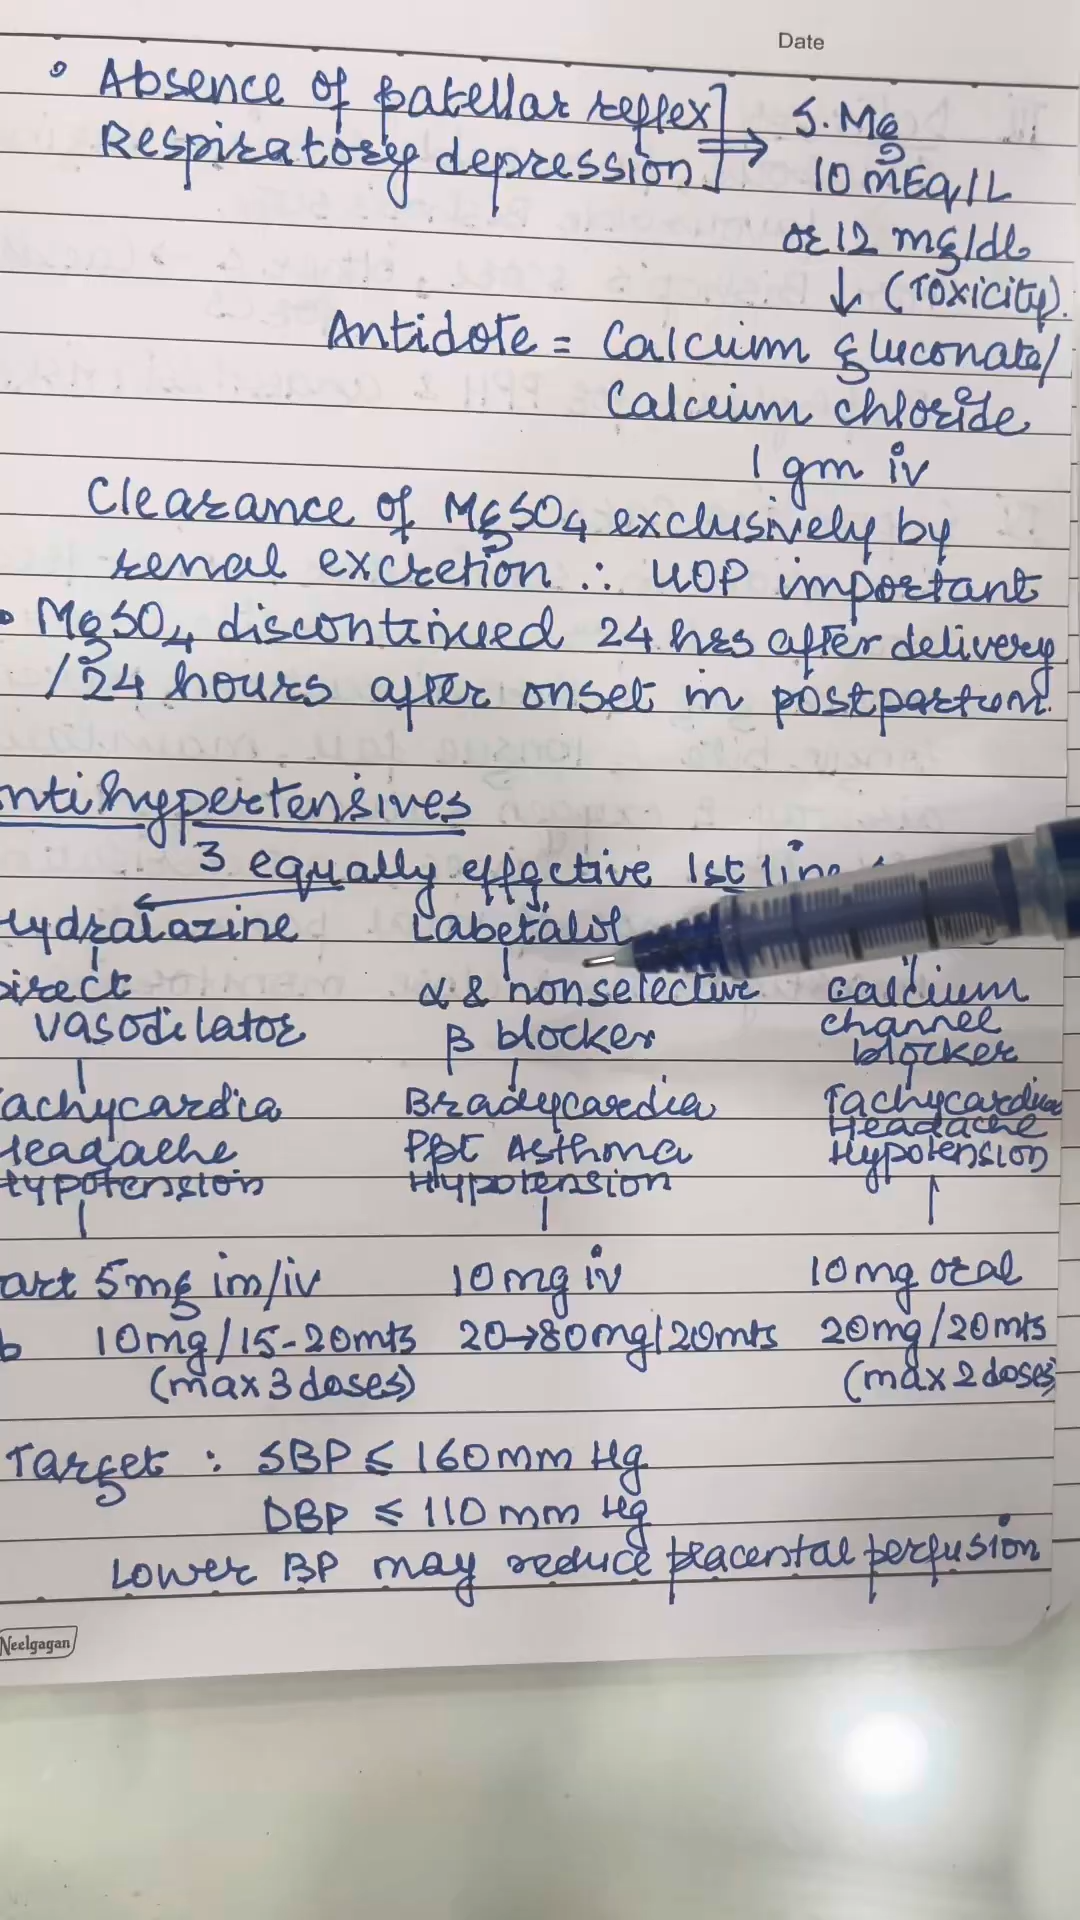 Date
Absence of patellar reflex] ⇒ S. Mg
Respiratory depression] 10 mEq/L
or 12 mg/dl
↓ (Toxicity).
Antidote = Calcium gluconate/
Calcium chloride
1 gm iv
Clearance of MgSO4 exclusively by
renal excretion ∴ UOP important
MgSO4 discontinued 24 hrs after delivery
/24 hours after onset in postpartum.
ntihypertensives
3 equally effective 1st line
ydralazine Labetalol
irect α & nonselective calcium
vasodilator β blocker channel
blocker
achycardia Bradycardia Tachycardia
eadache PBt Asthma Headache
ypotension Hypotension Hypotension
art 5mg im/iv 10mg iv 10mg oral
b 10mg/15-20mts 20→80mg/20mts 20mg/20mts
(max 3 doses) (max 2 doses)
Target : SBP ≤ 160 mm Hg
DBP ≤ 110 mm Hg
Lower BP may reduce placental perfusion
Neelgagan